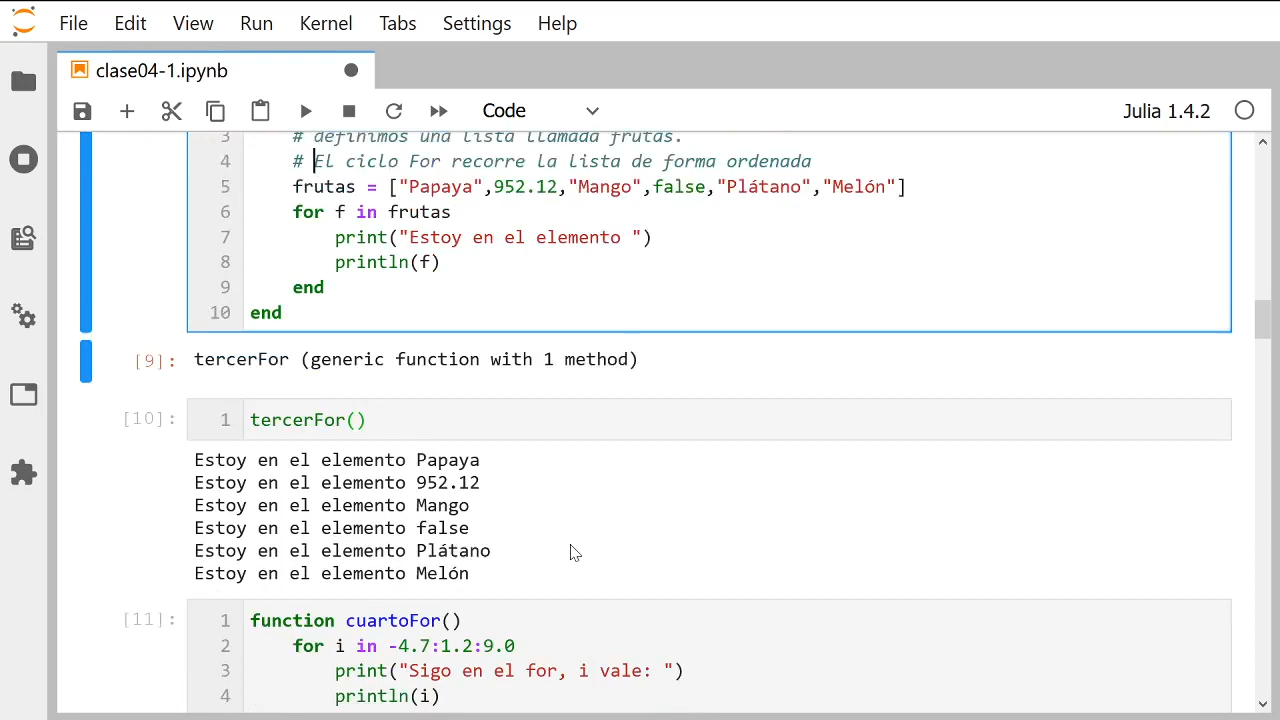 File Edit View Run Kernel Tabs Settings Help
clase04-1.ipynb
Code Julia 1.4.2
3 # definimos una lista llamada frutas.
4 # El ciclo For recorre la lista de forma ordenada
5 frutas = ["Papaya",952.12,"Mango",false,"Plátano","Melón"]
6 for f in frutas
7 print("Estoy en el elemento ")
8 println(f)
9 end
10 end
[9]: tercerFor (generic function with 1 method)
[10]: 1 tercerFor()
Estoy en el elemento Papaya
Estoy en el elemento 952.12
Estoy en el elemento Mango
Estoy en el elemento false
Estoy en el elemento Plátano
Estoy en el elemento Melón
[11]: 1 function cuartoFor()
2 for i in -4.7:1.2:9.0
3 print("Sigo en el for, i vale: ")
4 println(i)